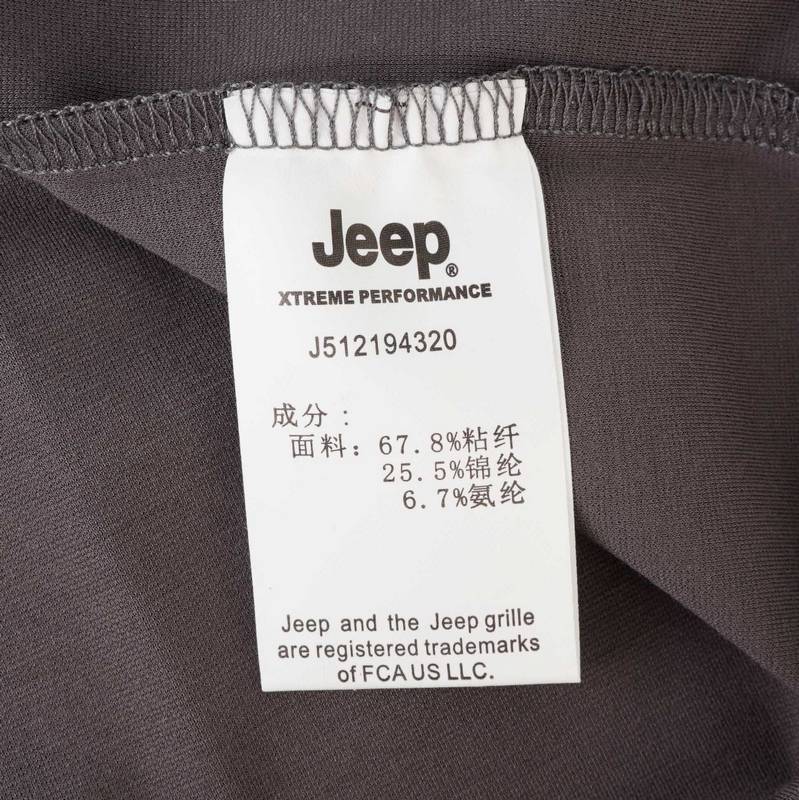 Jeep®
XTREME PERFORMANCE
J512194320
成分:
面料: 67.8%粘纤
25.5%锦纶
6.7%氨纶
Jeep and the Jeep grille
are registered trademarks
of FCA US LLC.